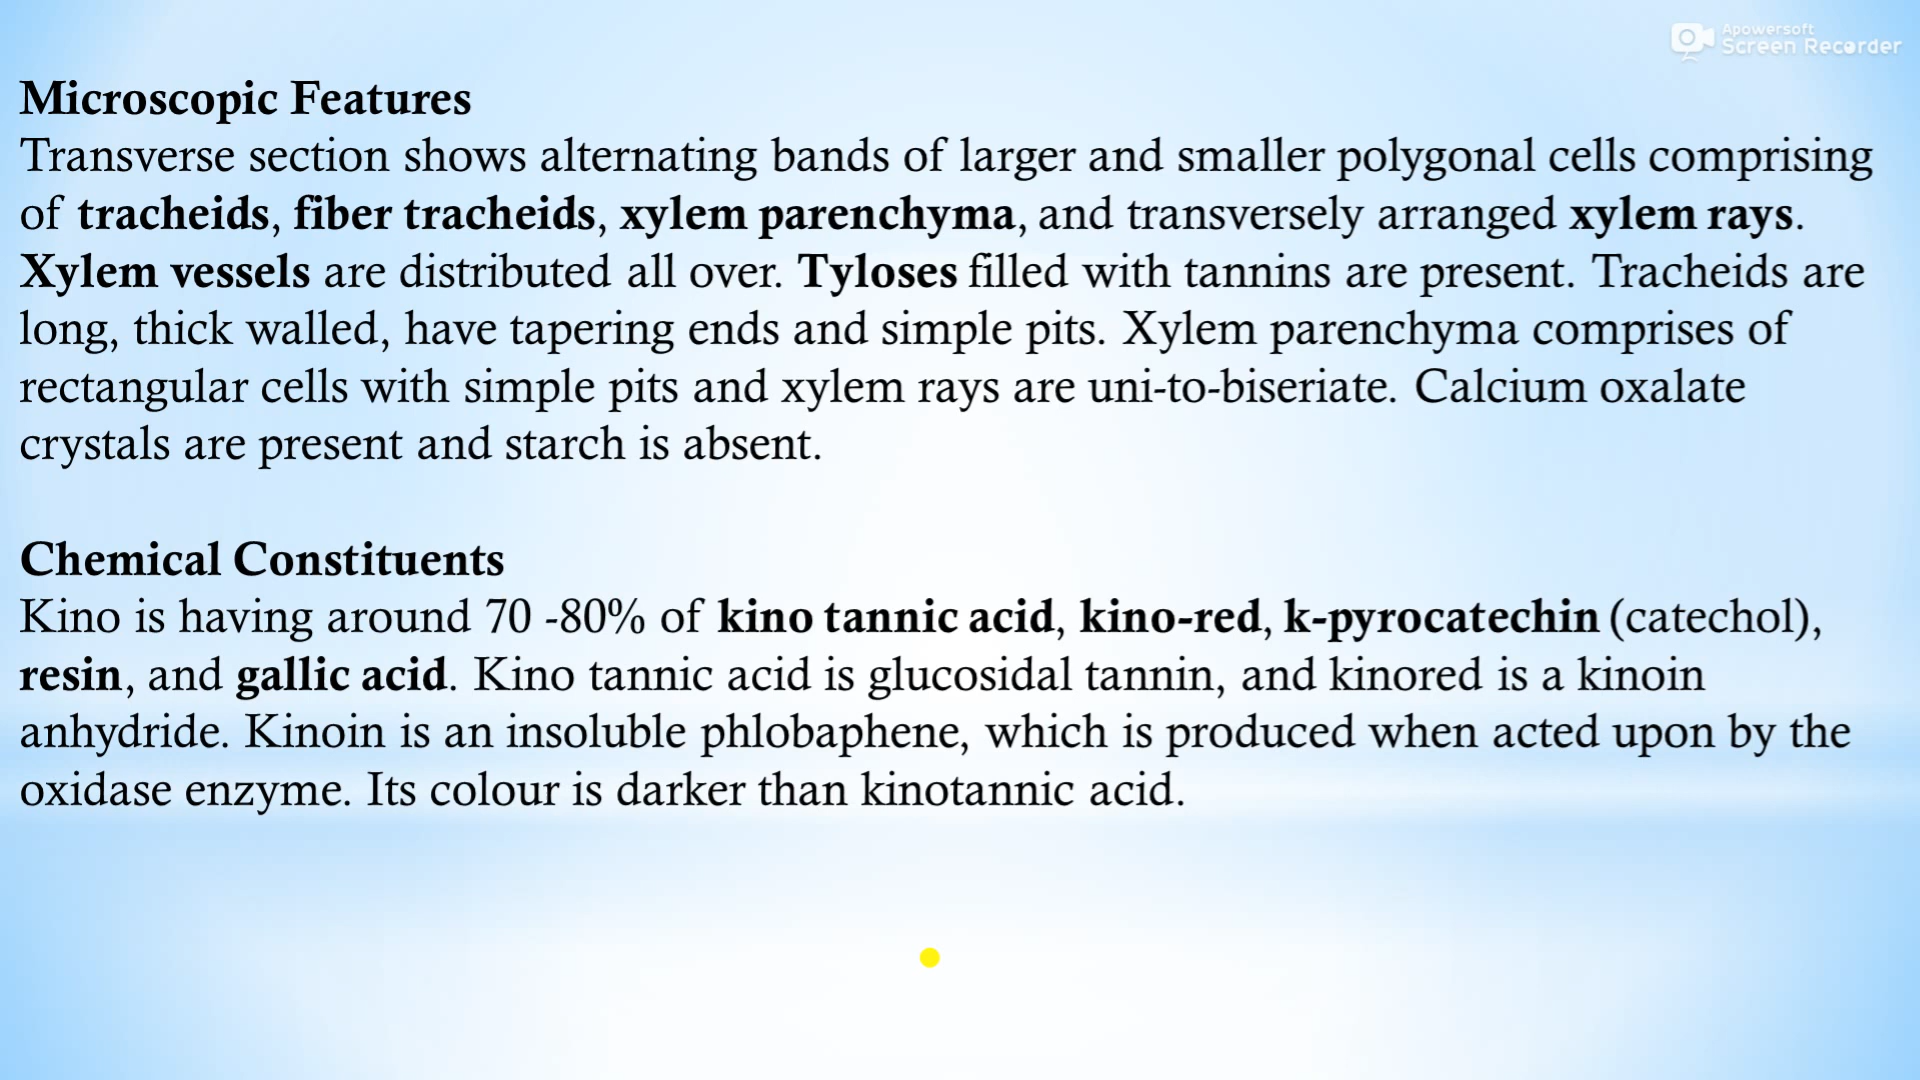 Apowersoft
Screen Recorder
Microscopic Features
Transverse section shows alternating bands of larger and smaller polygonal cells comprising
of tracheids, fiber tracheids, xylem parenchyma, and transversely arranged xylem rays.
Xylem vessels are distributed all over. Tyloses filled with tannins are present. Tracheids are
long, thick walled, have tapering ends and simple pits. Xylem parenchyma comprises of
rectangular cells with simple pits and xylem rays are uni-to-biseriate. Calcium oxalate
crystals are present and starch is absent.
Chemical Constituents
Kino is having around 70 -80% of kino tannic acid, kino-red, k-pyrocatechin (catechol),
resin, and gallic acid. Kino tannic acid is glucosidal tannin, and kinored is a kinoin
anhydride. Kinoin is an insoluble phlobaphene, which is produced when acted upon by the
oxidase enzyme. Its colour is darker than kinotannic acid.